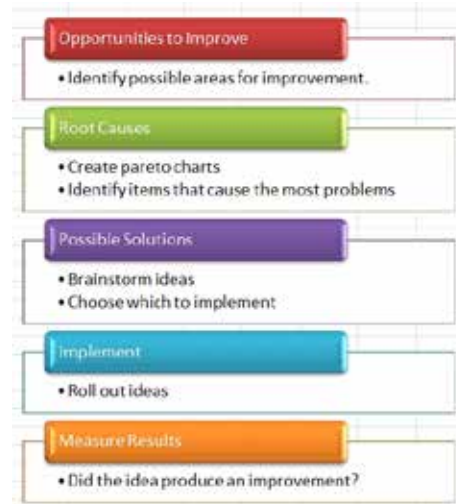 Opportunities to Improve
• Identify possible areas for improvement.
Root Causes
• Create pareto charts
• Identify items that cause the most problems
Possible Solutions
• Brainstorm ideas
• Choose which to implement
Implement
• Roll out ideas
Measure Results
• Did the idea produce an improvement?